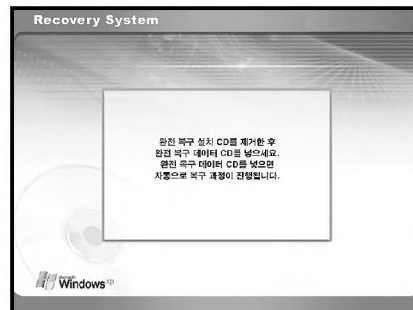 Recovery System
완전 복구 설치 CD를 제거한 후
완전 복구 데이터 CD를 넣으세요.
완전 복구 데이터 CD를 넣으면
자동으로 복구 과정이 진행됩니다.
Microsoft
Windows xp